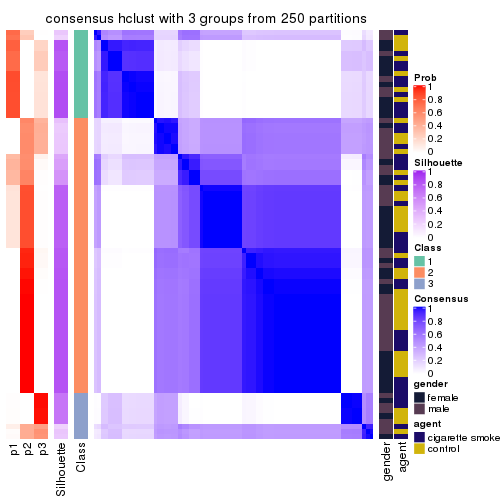 consensus hclust with 3 groups from 250 partitions
Prob
1
0.8
0.6
0.4
0.2
0
Silhouette
1
0.8
0.6
0.4
0.2
0
Class
1
2
3
Consensus
1
0.8
0.6
0.4
0.2
0
gender
female
male
agent
cigarette smoke
control
p1
p2
p3
Silhouette
Class
gender
agent